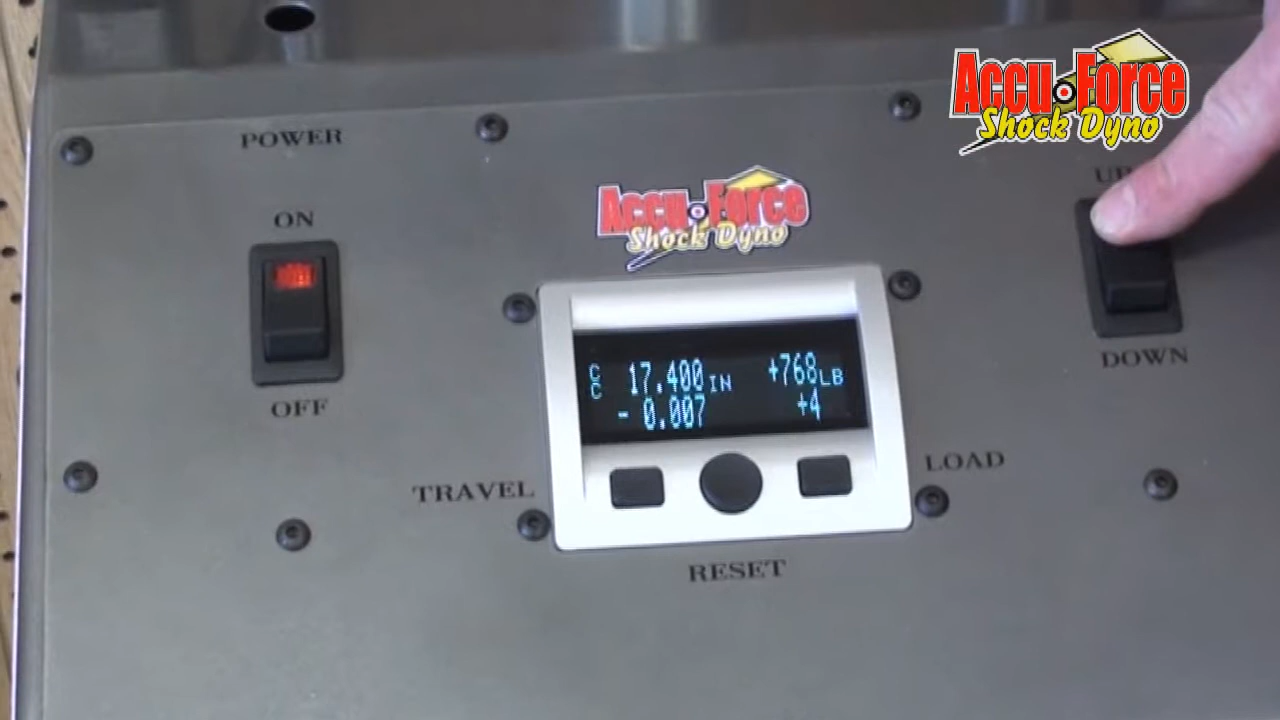 Accu Force
Shock Dyno
POWER
ON
OFF
Accu Force
Shock Dyno
UP
DOWN
C 17.400 IN +768 LB
C - 0.007 +4
TRAVEL
LOAD
RESET